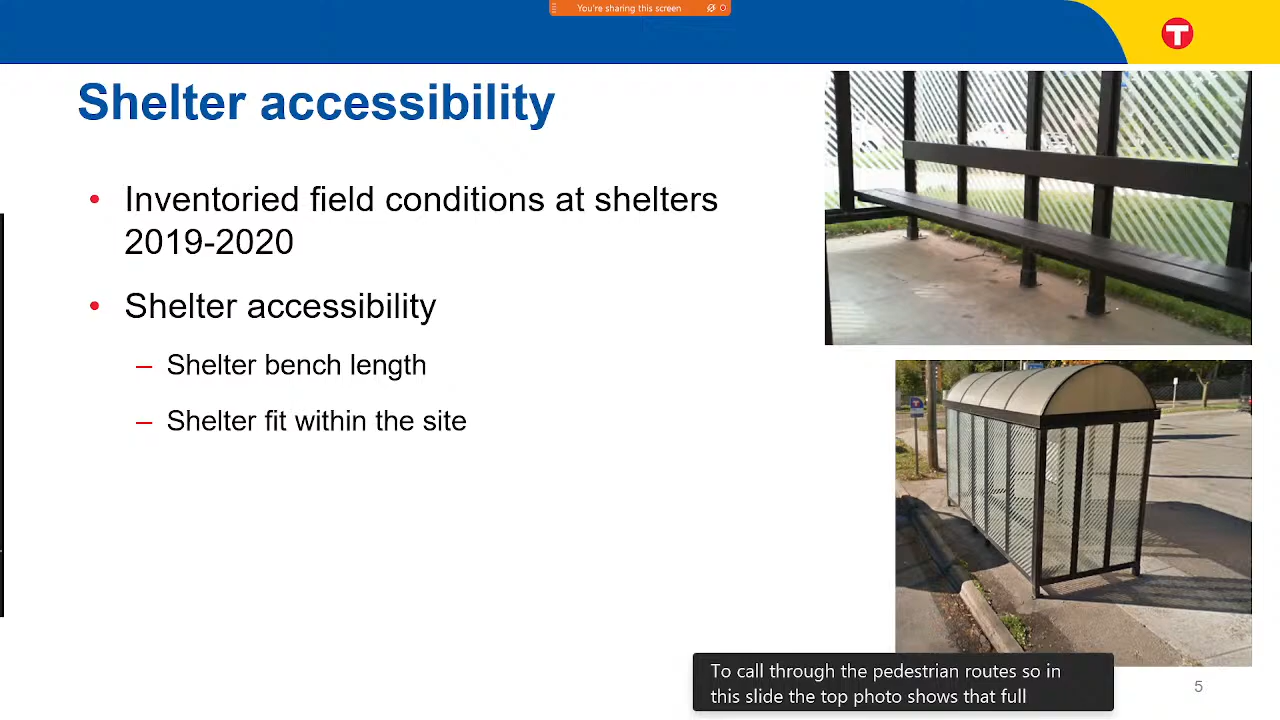 You're sharing this screen
T
Shelter accessibility
• Inventoried field conditions at shelters
2019-2020
• Shelter accessibility
– Shelter bench length
– Shelter fit within the site
To call through the pedestrian routes so in
this slide the top photo shows that full
5